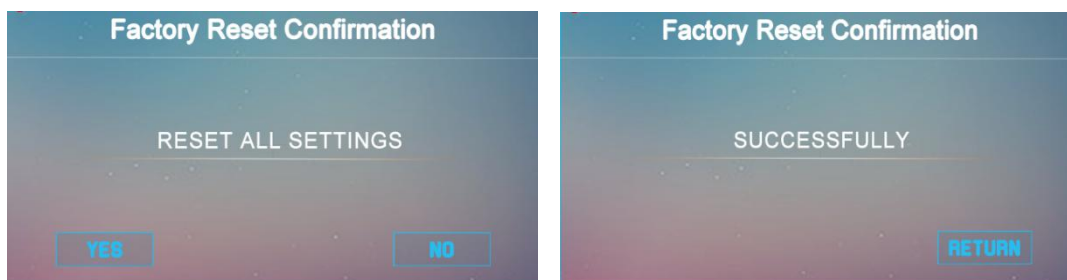 Factory Reset Confirmation
RESET ALL SETTINGS
YES NO
Factory Reset Confirmation
SUCCESSFULLY
RETURN